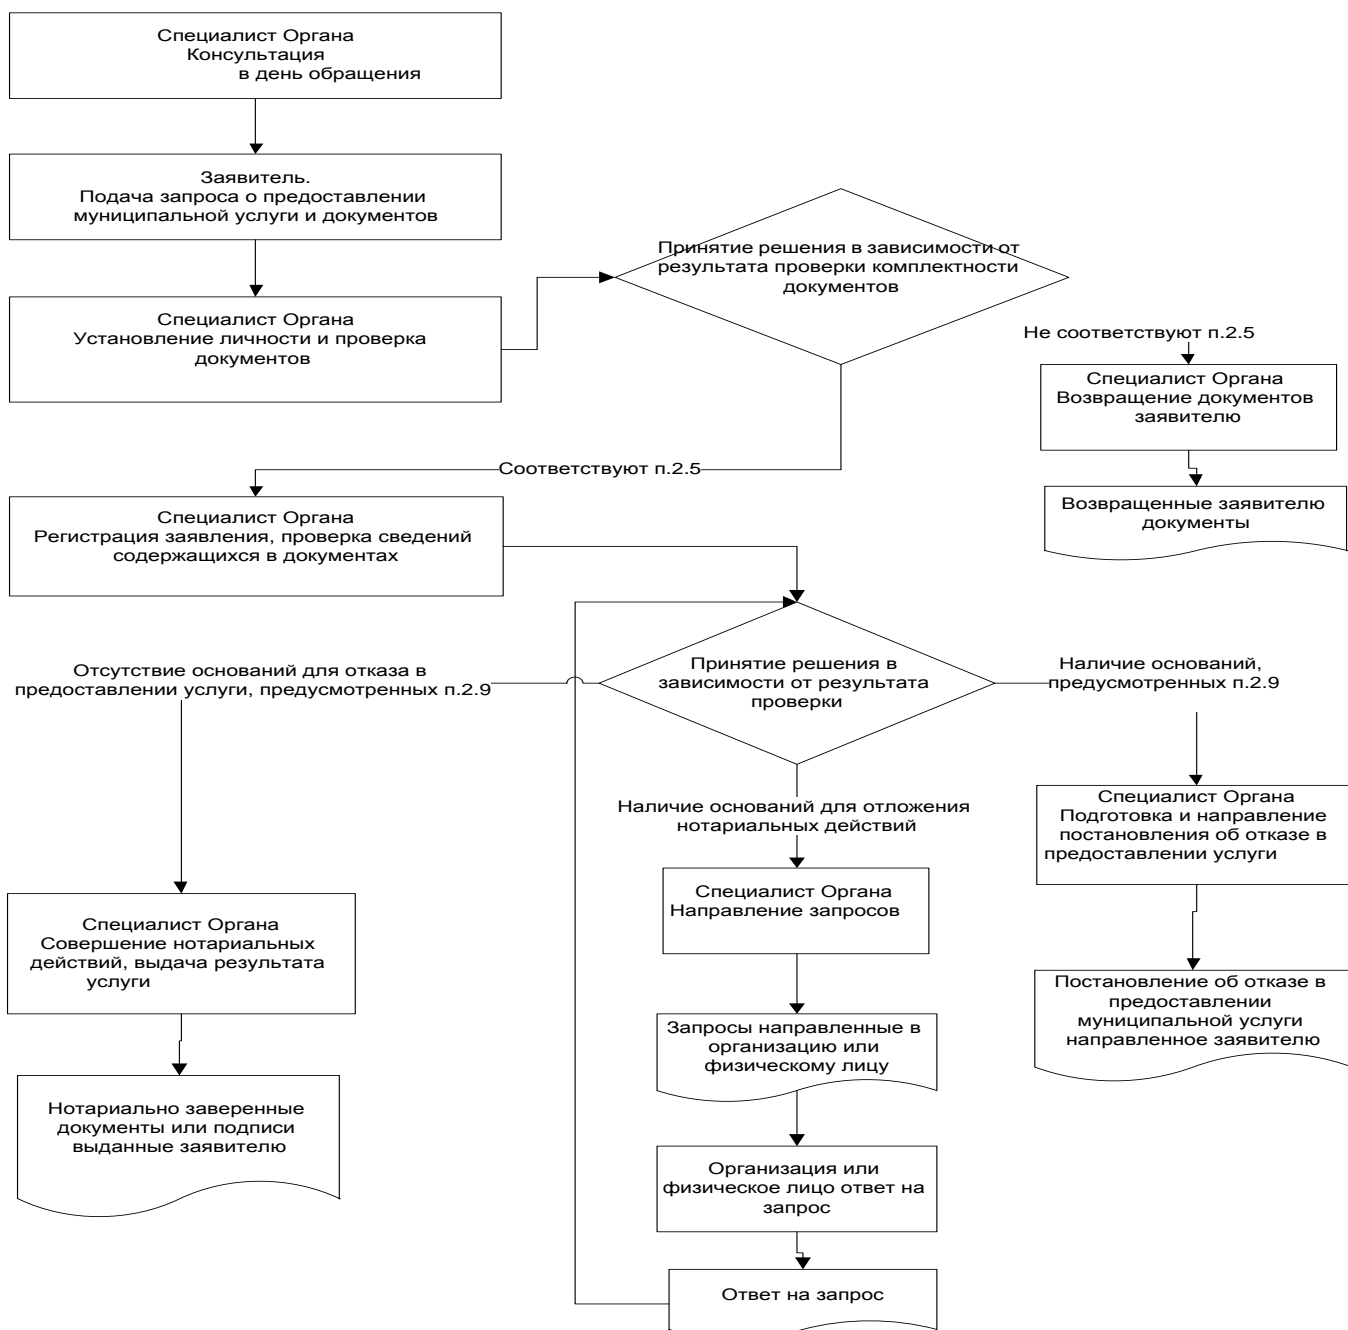 Специалист Органа
Консультация
в день обращения
Заявитель.
Подача запроса о предоставлении
муниципальной услуги и документов
Специалист Органа
Установление личности и проверка
документов
Принятие решения в зависимости от
результата проверки комплектности
документов
Не соответствуют п.2.5
Специалист Органа
Возвращение документов
заявителю
Соответствуют п.2.5
Возвращенные заявителю
документы
Специалист Органа
Регистрация заявления, проверка сведений
содержащихся в документах
Отсутствие оснований для отказа в
предоставлении услуги, предусмотренных п.2.9
Принятие решения в
зависимости от результата
проверки
Наличие оснований,
предусмотренных п.2.9
Наличие оснований для отложения
нотариальных действий
Специалист Органа
Подготовка и направление
постановления об отказе в
предоставлении услуги
Специалист Органа
Направление запросов
Специалист Органа
Совершение нотариальных
действий, выдача результата
услуги
Постановление об отказе в
предоставлении
муниципальной услуги
направленное заявителю
Запросы направленные в
организацию или
физическому лицу
Нотариально заверенные
документы или подписи
выданные заявителю
Организация или
физическое лицо ответ на
запрос
Ответ на запрос